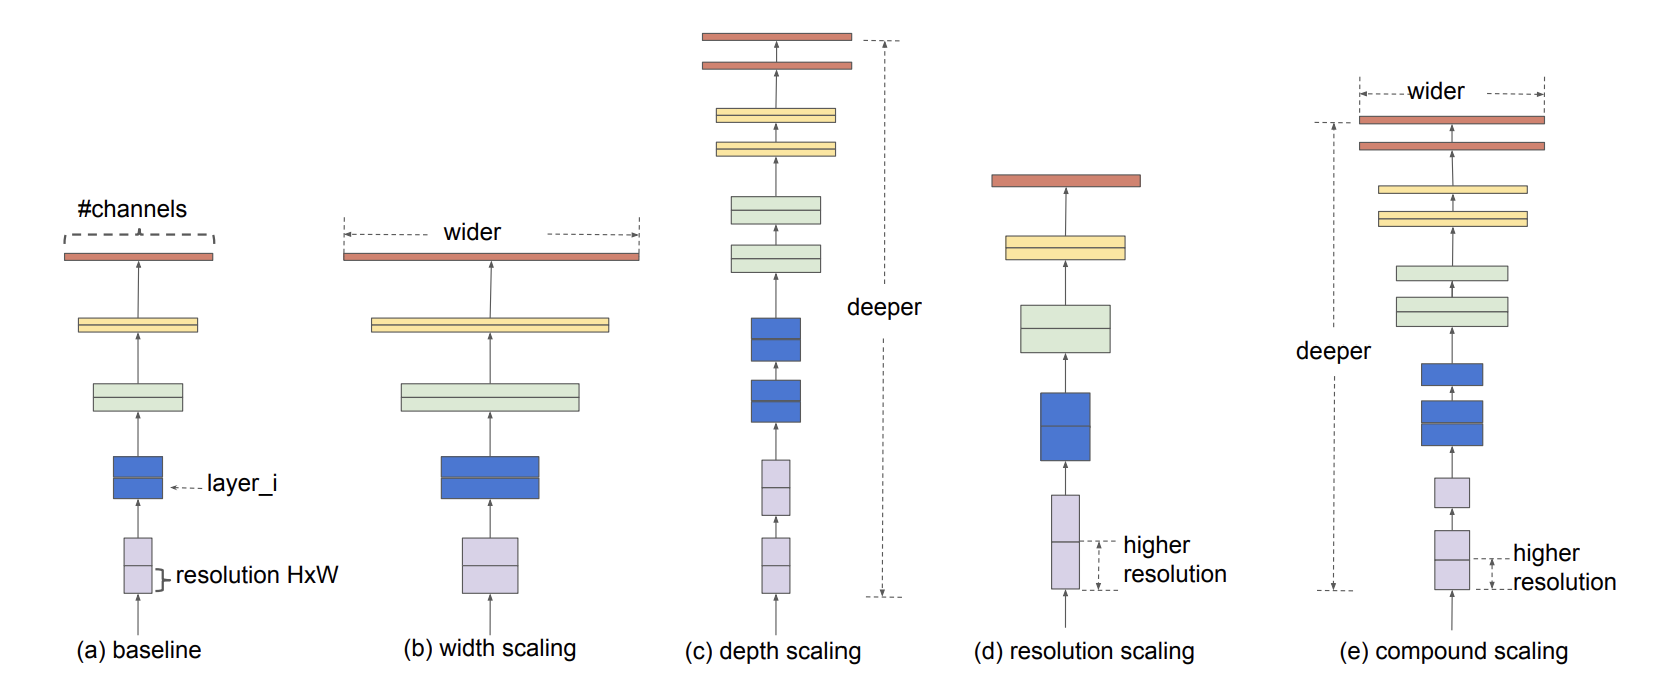 #channels
layer_i
resolution HxW
(a) baseline
wider
(b) width scaling
deeper
(c) depth scaling
higher
resolution
(d) resolution scaling
wider
deeper
higher
resolution
(e) compound scaling